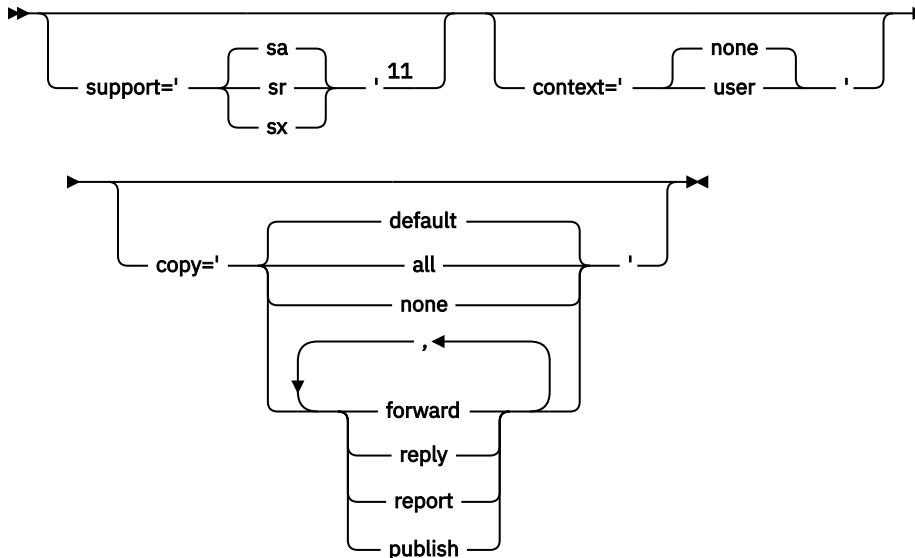 sa none
support=' sr ' 11 context=' user '
sx
default
copy=' all '
none
,
forward
reply
report
publish